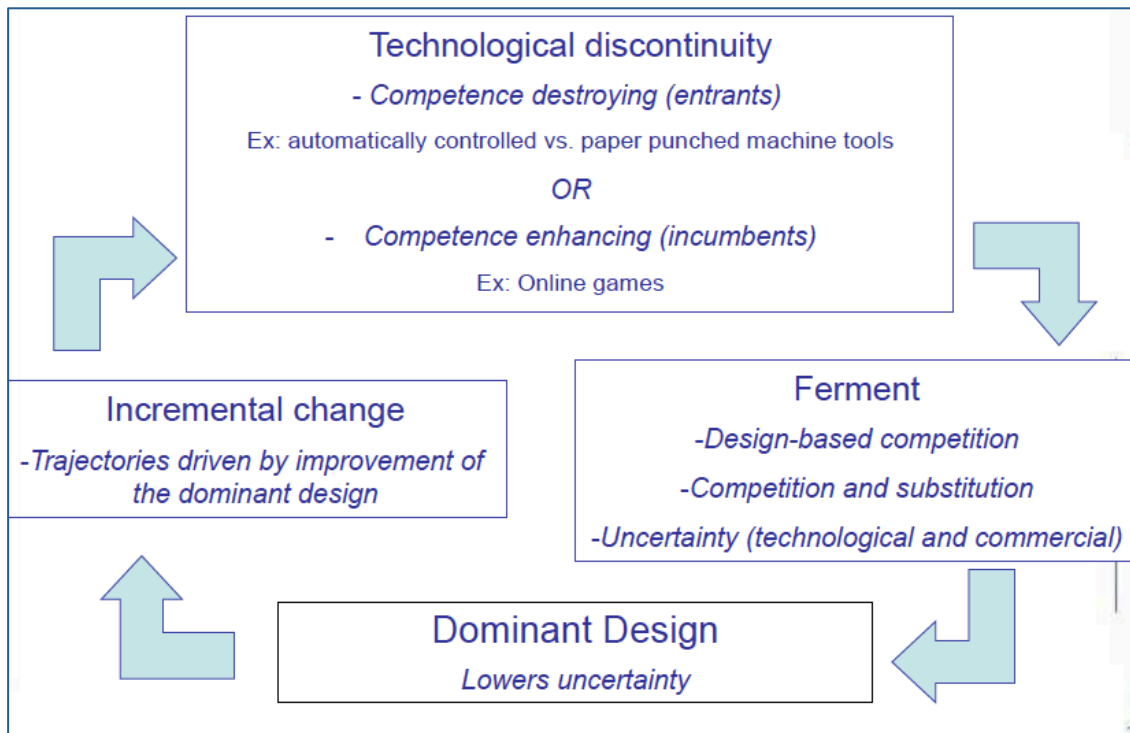 Technological discontinuity
- Competence destroying (entrants)
Ex: automatically controlled vs. paper punched machine tools
OR
- Competence enhancing (incumbents)
Ex: Online games
Ferment
-Design-based competition
-Competition and substitution
-Uncertainty (technological and commercial)
Dominant Design
Lowers uncertainty
Incremental change
-Trajectories driven by improvement of
the dominant design